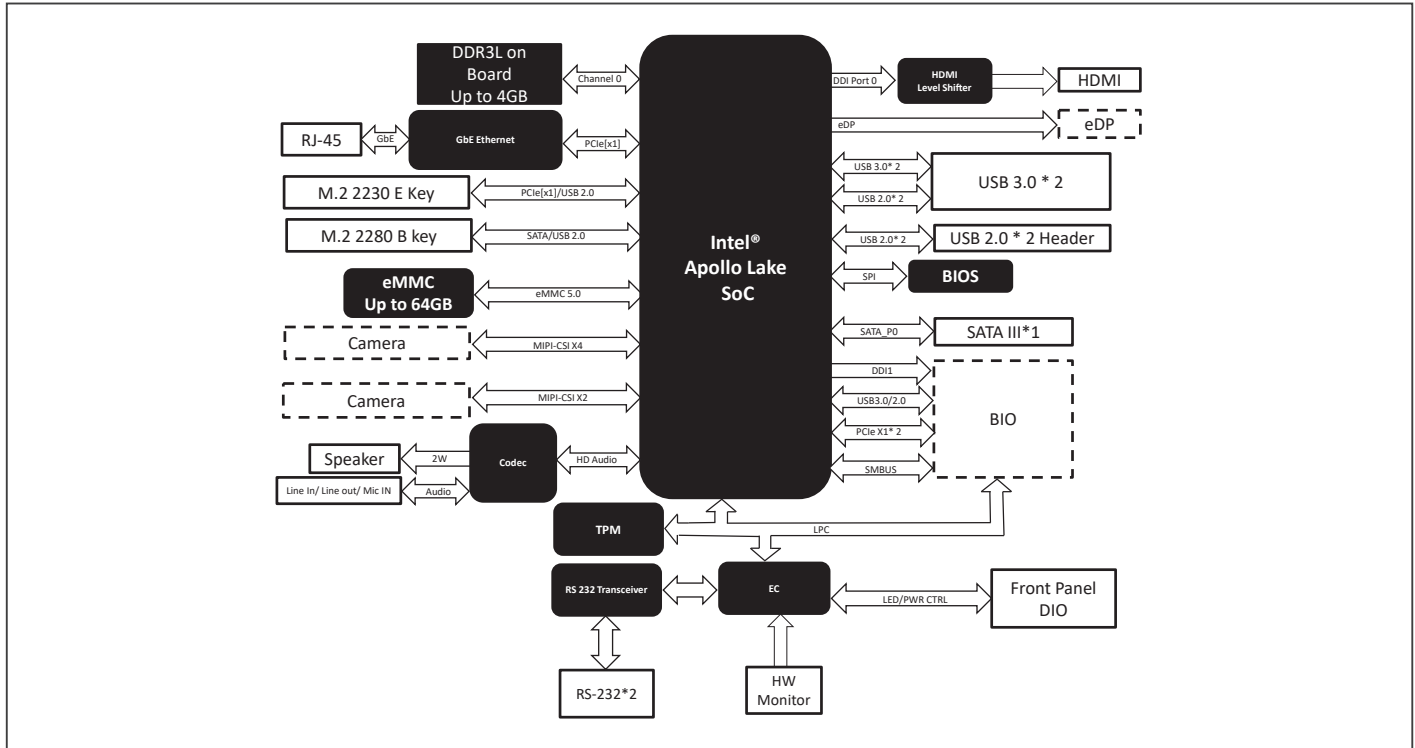 DDR3L on
Board
Up to 4GB
Channel 0
RJ-45
GbE
GbE Ethernet
PCIe[x1]
M.2 2230 E Key
PCIe[x1]/USB 2.0
M.2 2280 B key
SATA/USB 2.0
eMMC
Up to 64GB
eMMC 5.0
Camera
MIPI-CSI X4
Camera
MIPI-CSI X2
Speaker
2W
Codec
HD Audio
Line In/ Line out/ Mic IN
Audio
Intel®
Apollo Lake
SoC
DDI Port 0
HDMI
Level Shifter
HDMI
eDP
eDP
USB 3.0* 2
USB 2.0* 2
USB 3.0 * 2
USB 2.0* 2
USB 2.0 * 2 Header
SPI
BIOS
SATA_P0
SATA III*1
DDI1
USB3.0/2.0
PCIe X1* 2
SMBUS
BIO
TPM
LPC
RS 232 Transceiver
EC
LED/PWR CTRL
Front Panel
DIO
RS-232*2
HW
Monitor